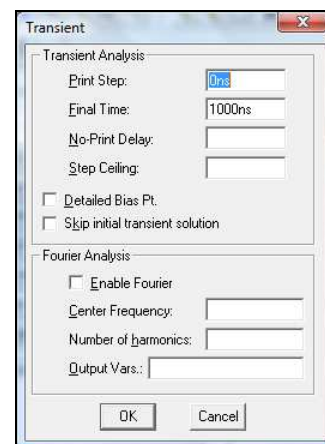 Transient
Transient Analysis
Print Step: 0ns
Final Time: 1000ns
No-Print Delay:
Step Ceiling:
Detailed Bias Pt.
Skip initial transient solution
Fourier Analysis
Enable Fourier
Center Frequency:
Number of harmonics:
Output Vars.:
OK Cancel